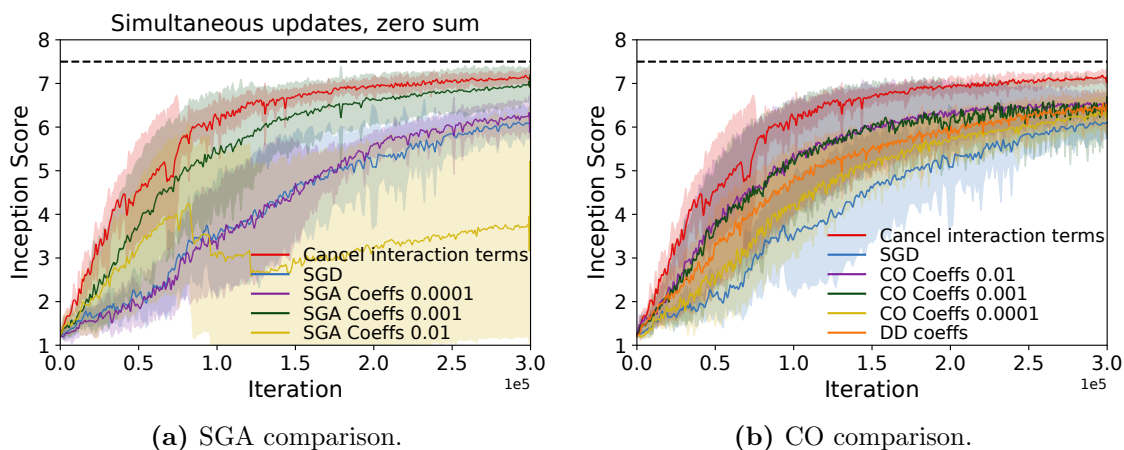 Simultaneous updates, zero sum
8
7
6
5
4
3
2
1
Inception Score
Cancel interaction terms
SGD
SGA Coeffs 0.0001
SGA Coeffs 0.001
SGA Coeffs 0.01
0.0 0.5 1.0 1.5 2.0 2.5 3.0
Iteration
1e5
(a) SGA comparison.
8
7
6
5
4
3
2
1
Inception Score
Cancel interaction terms
SGD
CO Coeffs 0.01
CO Coeffs 0.001
CO Coeffs 0.0001
DD coeffs
0.0 0.5 1.0 1.5 2.0 2.5 3.0
Iteration
1e5
(b) CO comparison.